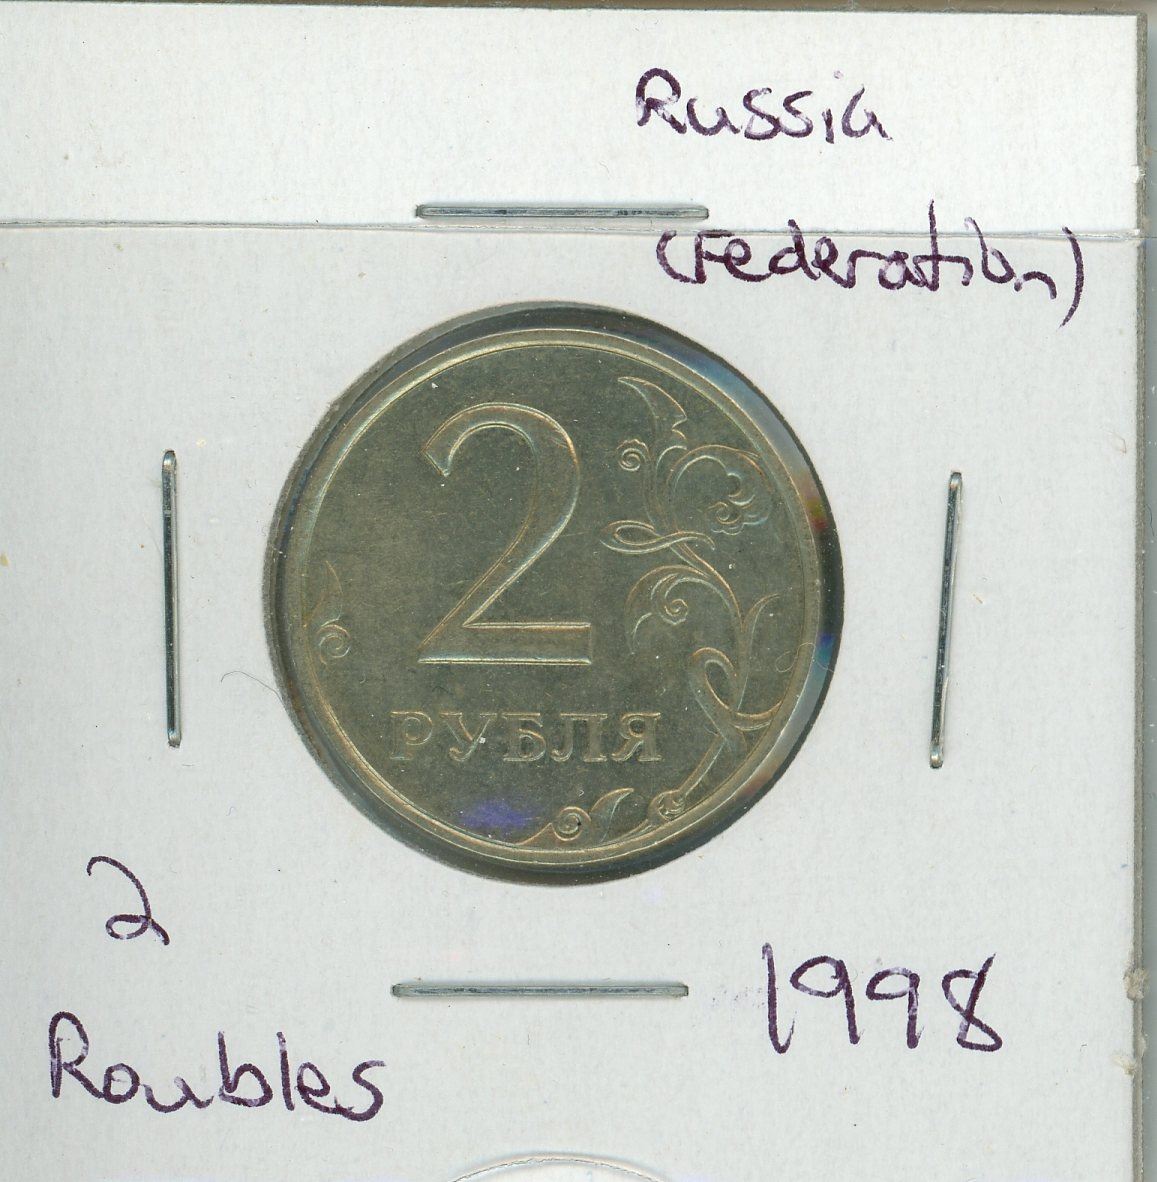 Russia
(Federation)
2
РУБЛЯ
2
Roubles
1998